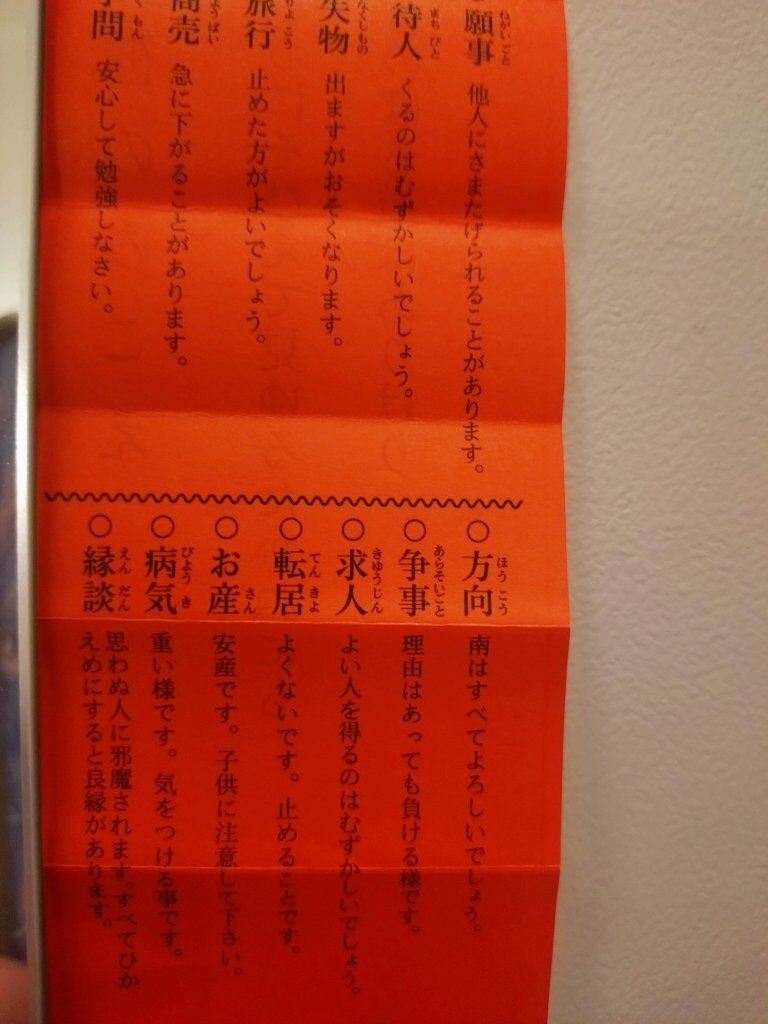 願事 他人にさまたげられることがあります。
待人 くるのはむずかしいでしょう。
失物 出ますがおそくなります。
旅行 止めた方がよいでしょう。
商売 急に下がることがあります。
学問 安心して勉強しなさい。
○方向 南はすべてよろしいでしょう。
○争事 理由はあっても負ける様です。
○求人 よい人を得るのはむずかしいでしょう。
○転居 よくないです。止めることです。
○お産 安産です。子供に注意して下さい。
○病気 重い様です。気をつける事です。
○縁談 思わぬ人に邪魔されます。すべてひか
えめにすると良縁があります。